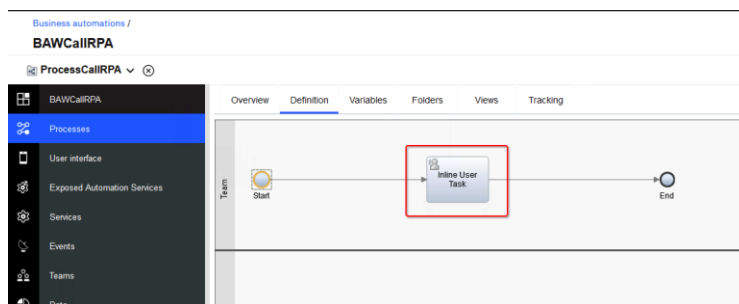 Business automations /
BAWCallRPA
ProcessCallRPA
BAWCallRPA
Overview Definition Variables Folders Views Tracking
Processes
User interface
Exposed Automation Services
Services
Events
Teams
Team
Start
Inline User
Task
End